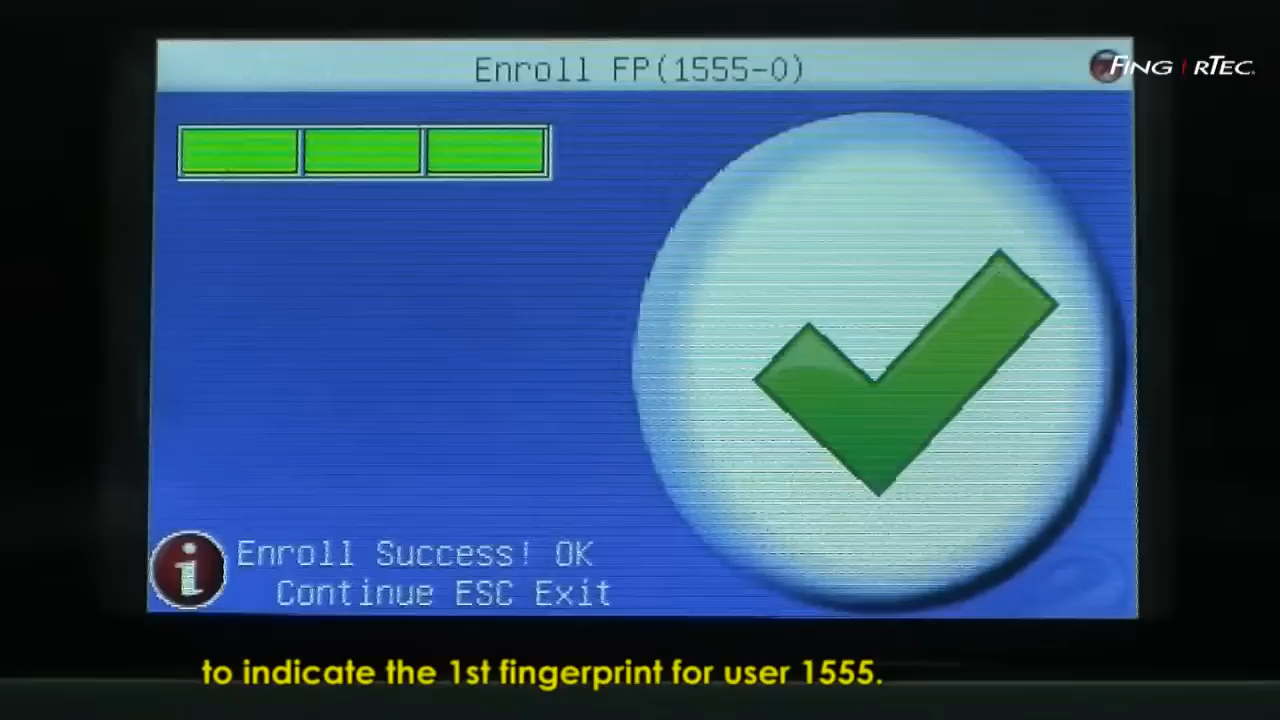 Enroll FP(1555-0)
FINGERTEC
Enroll Success! OK
Continue ESC Exit
to indicate the 1st fingerprint for user 1555.